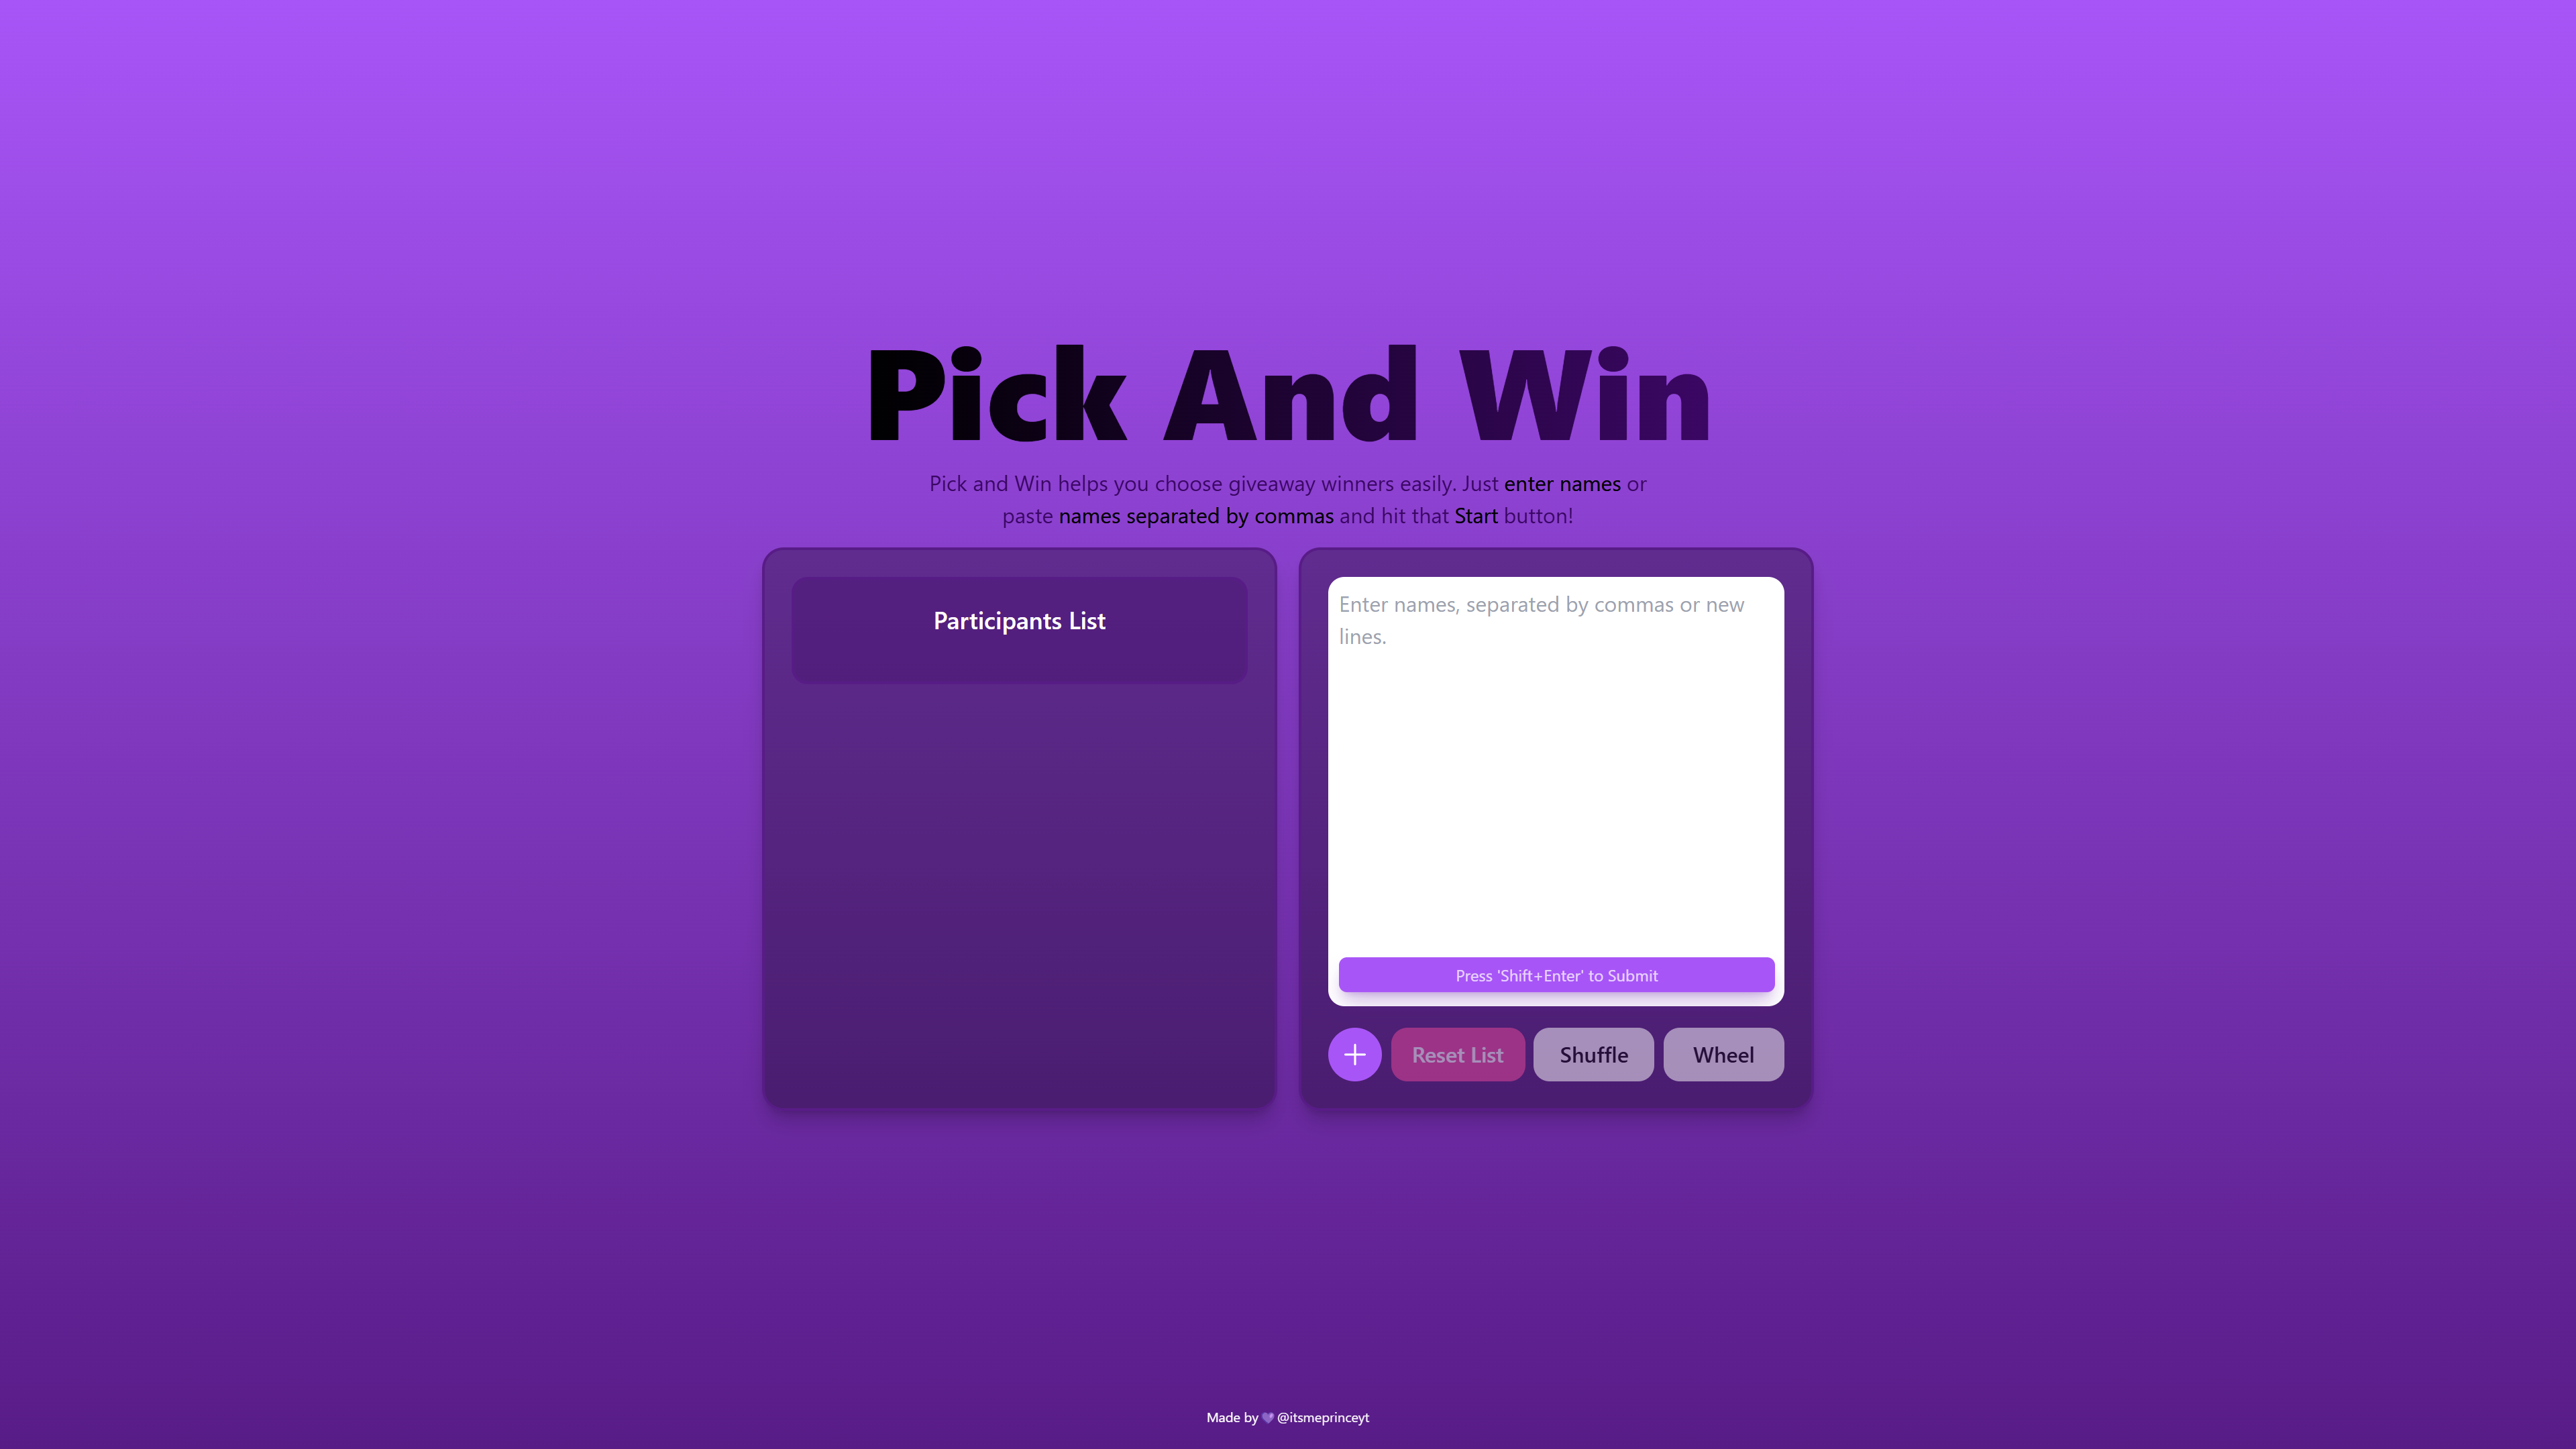 Pick And Win
Pick and Win helps you choose giveaway winners easily. Just enter names or
paste names separated by commas and hit that Start button!
Participants List
Enter names, separated by commas or new
lines.
Press 'Shift+Enter' to Submit
Reset List
Shuffle
Wheel
Made by 💜 @itsmeprinceyt